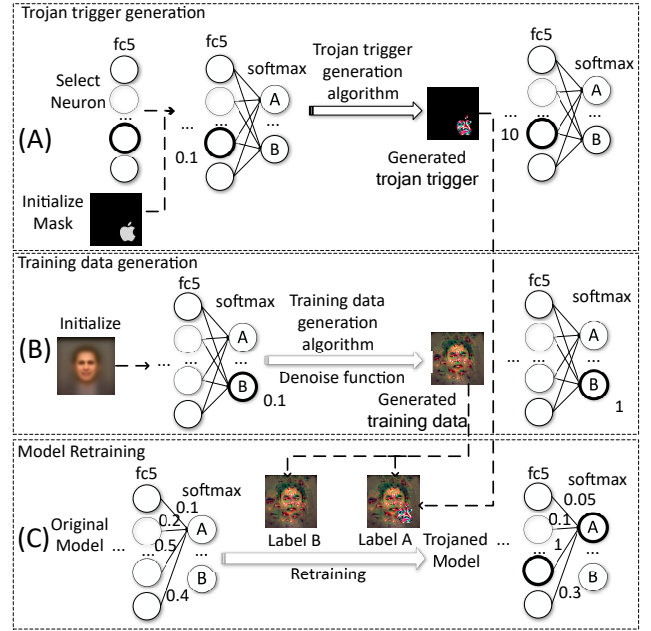 Trojan trigger generation
fc5
Select
Neuron
...
(A)
Initialize
Mask
fc5
softmax
A
...
...
B
0.1
Trojan trigger
generation
algorithm
Generated
trojan trigger
fc5
softmax
...
...
A
...
10
B
Training data generation
(B)
Initialize
...
fc5
softmax
A
...
...
B
0.1
Training data
generation
algorithm
Denoise function
Generated
training data
fc5
softmax
...
A
...
...
B
1
Model Retraining
(C)
Original
Model ...
fc5
softmax
0.1
0.2
A
0.5
...
...
B
0.4
Label B
Label A
Retraining
Trojaned
Model
...
fc5
softmax
0.05
0.1
A
...
1
...
B
0.3